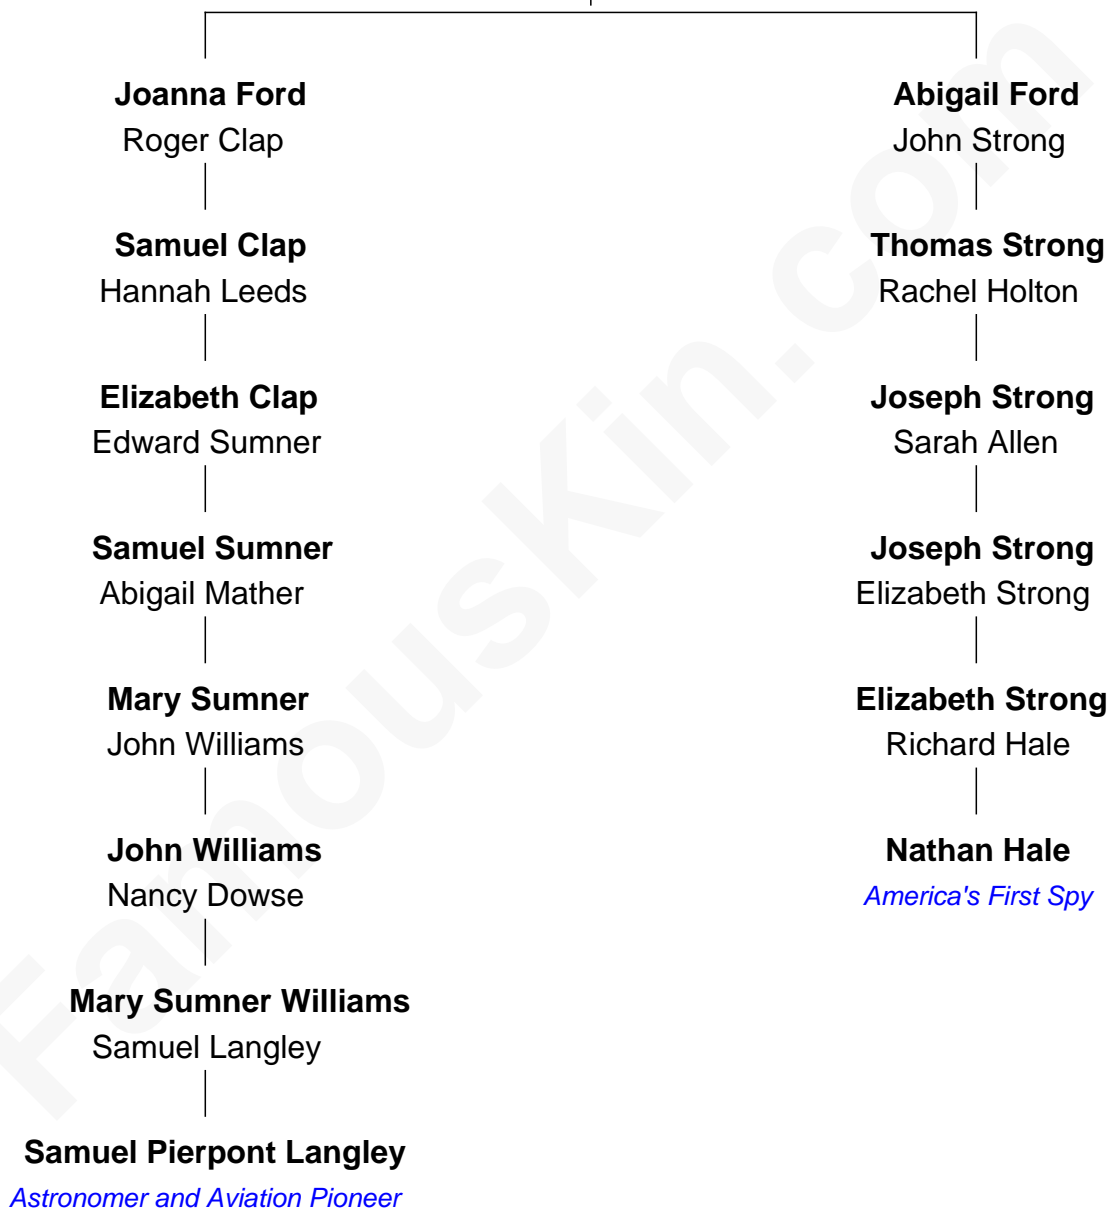 Joanna Ford
Roger Clap
Samuel Clap
Hannah Leeds
Elizabeth Clap
Edward Sumner
Samuel Sumner
Abigail Mather
Mary Sumner
John Williams
John Williams
Nancy Dowse
Mary Sumner Williams
Samuel Langley
Samuel Pierpont Langley
Astronomer and Aviation Pioneer
Abigail Ford
John Strong
Thomas Strong
Rachel Holton
Joseph Strong
Sarah Allen
Joseph Strong
Elizabeth Strong
Elizabeth Strong
Richard Hale
Nathan Hale
America's First Spy
FamousKin.com